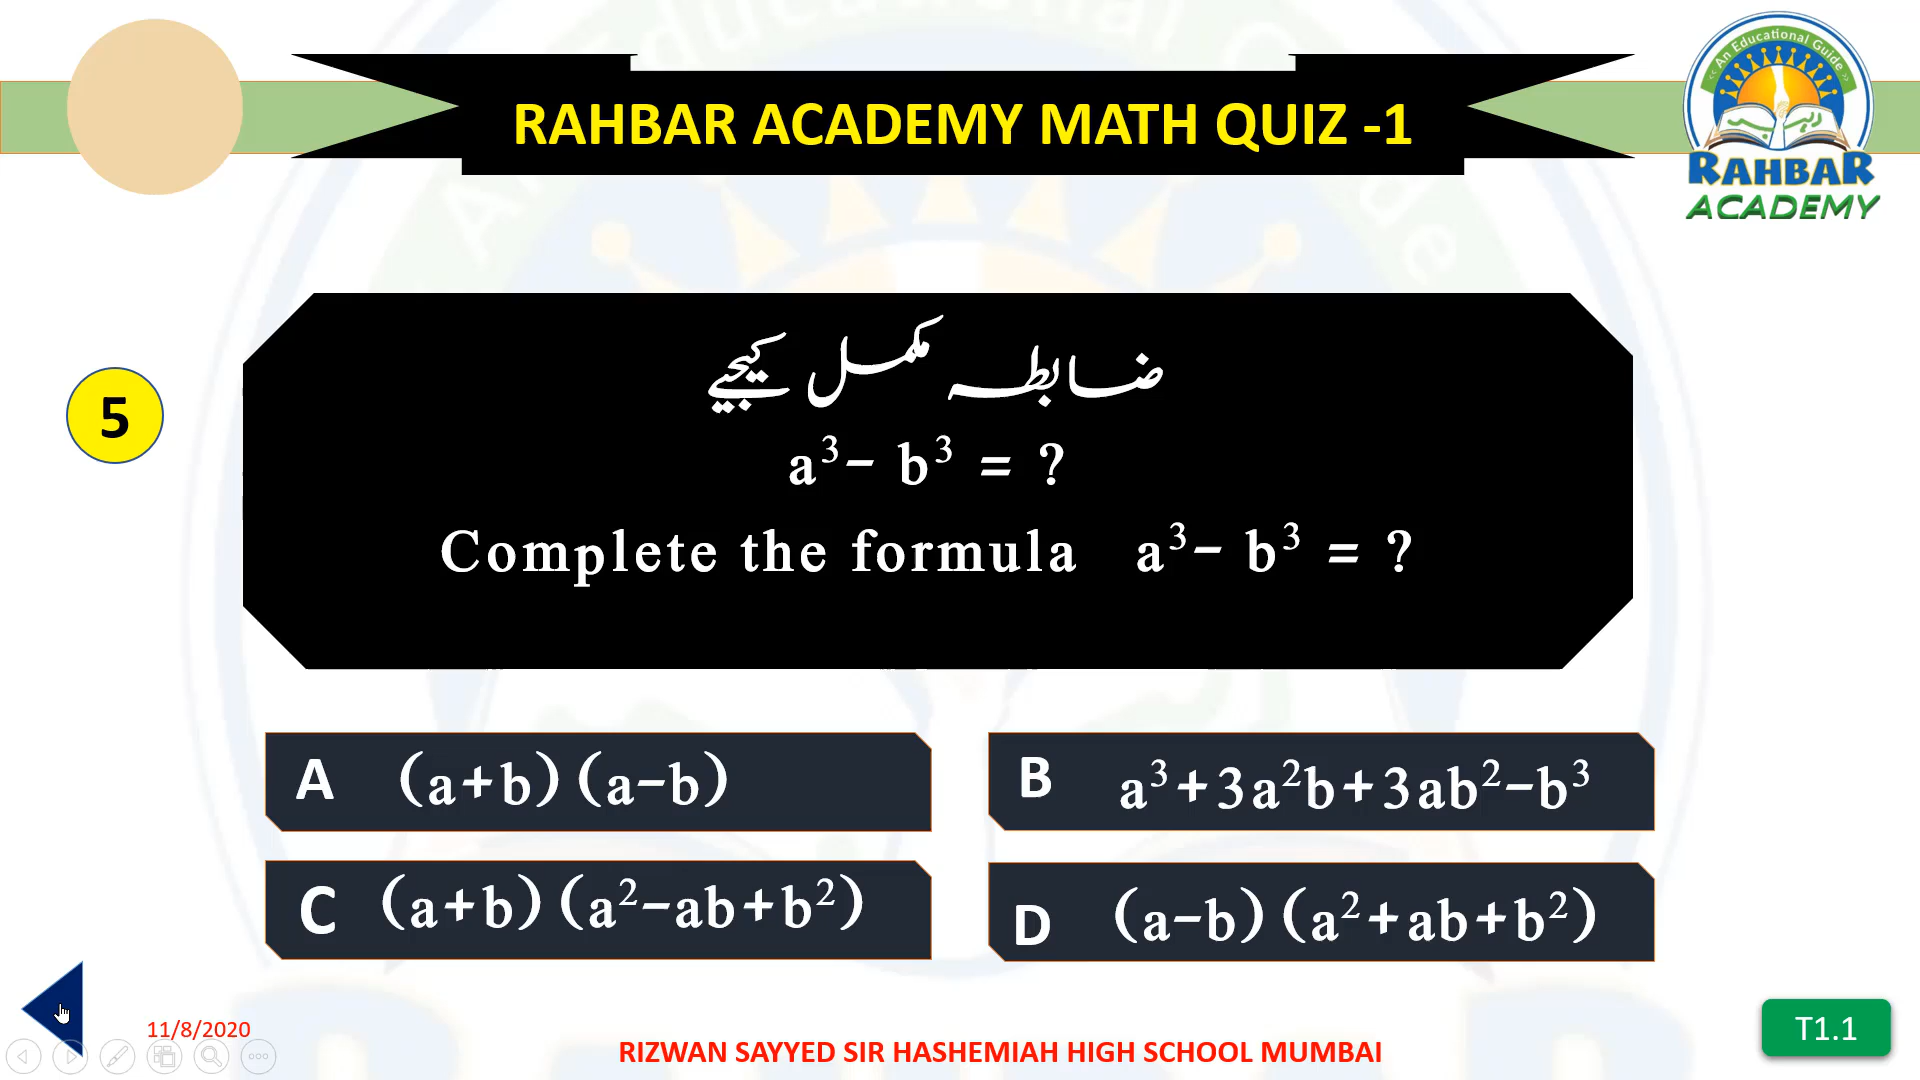 RAHBAR ACADEMY MATH QUIZ -1
<< An Educational Guide >>
رہبر
RAHBAR
ACADEMY
5
ضابطہ مکمل کیجیے
a³- b³ = ?
Complete the formula a³- b³ = ?
A (a+b)(a-b)
B a³+3a²b+3ab²-b³
C (a+b)(a²-ab+b²)
D (a-b)(a²+ab+b²)
11/8/2020
RIZWAN SAYYED SIR HASHEMIAH HIGH SCHOOL MUMBAI
T1.1